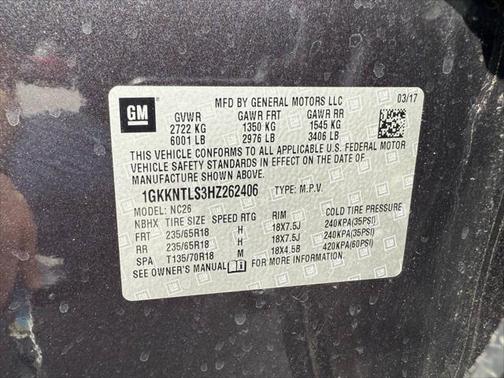 GM
MFD BY GENERAL MOTORS LLC 03/17
GVWR GAWR FRT GAWR RR
2722 KG 1350 KG 1545 KG
6001 LB 2976 LB 3406 LB
THIS VEHICLE CONFORMS TO ALL APPLICABLE U.S. FEDERAL MOTOR
VEHICLE SAFETY STANDARDS IN EFFECT ON THE DATE OF
MANUFACTURE SHOWN ABOVE.
1GKKNTLS3HZ262406 TYPE: M.P.V.
MODEL: NC26
NBHX TIRE SIZE SPEED RTG RIM COLD TIRE PRESSURE
FRT 235/65R18 H 18X7.5J 240KPA(35PSI)
RR 235/65R18 H 18X7.5J 240KPA(35PSI)
SPA T135/70R18 M 18X4.5B 420KPA(60PSI)
SEE OWNER'S MANUAL